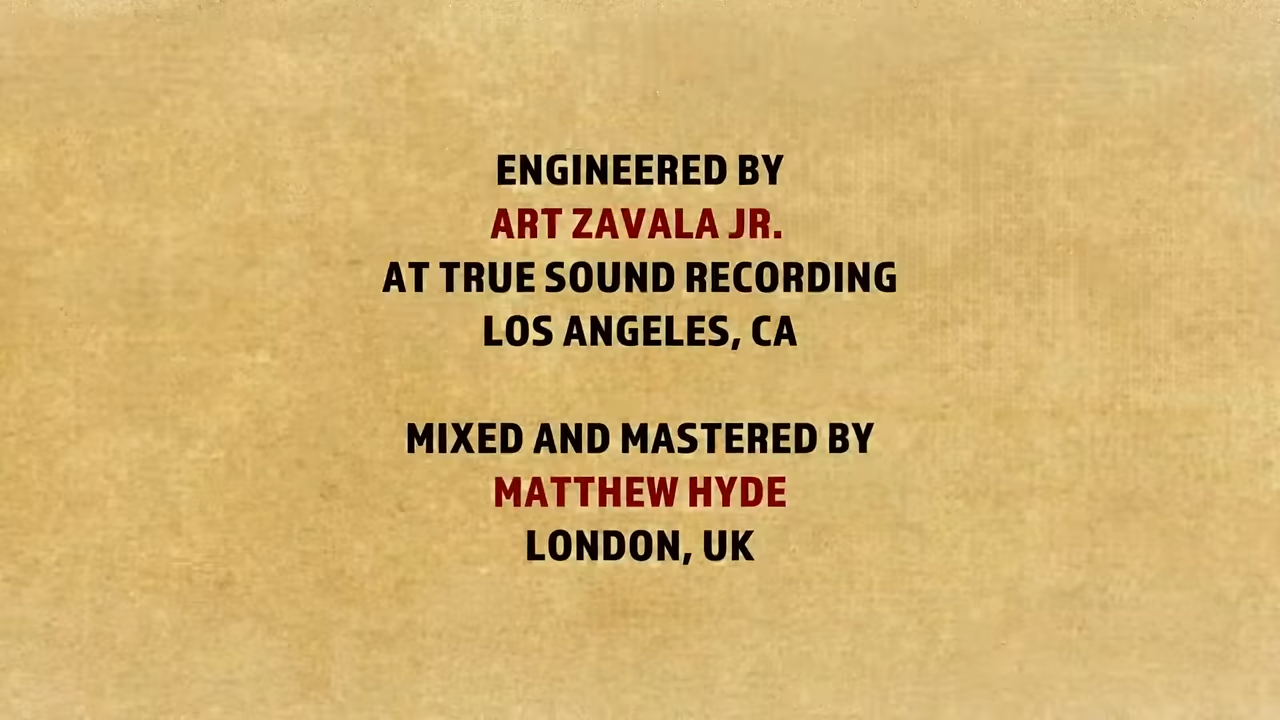 ENGINEERED BY
ART ZAVALA JR.
AT TRUE SOUND RECORDING
LOS ANGELES, CA
MIXED AND MASTERED BY
MATTHEW HYDE
LONDON, UK